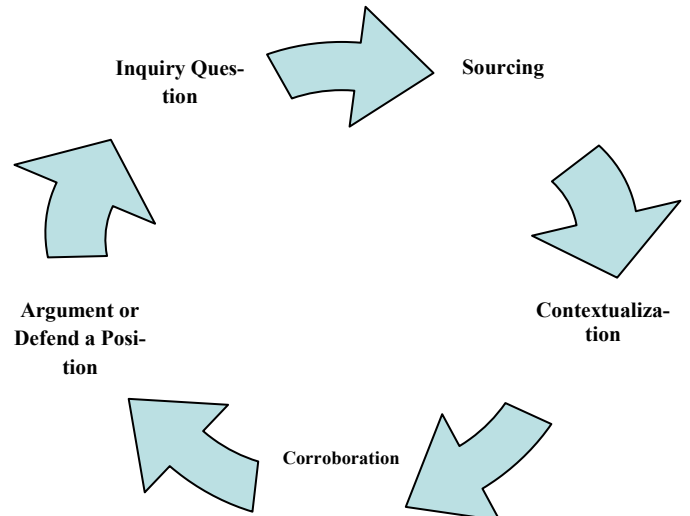 Inquiry Ques-
tion
Sourcing
Contextualiza-
tion
Corroboration
Argument or
Defend a Posi-
tion